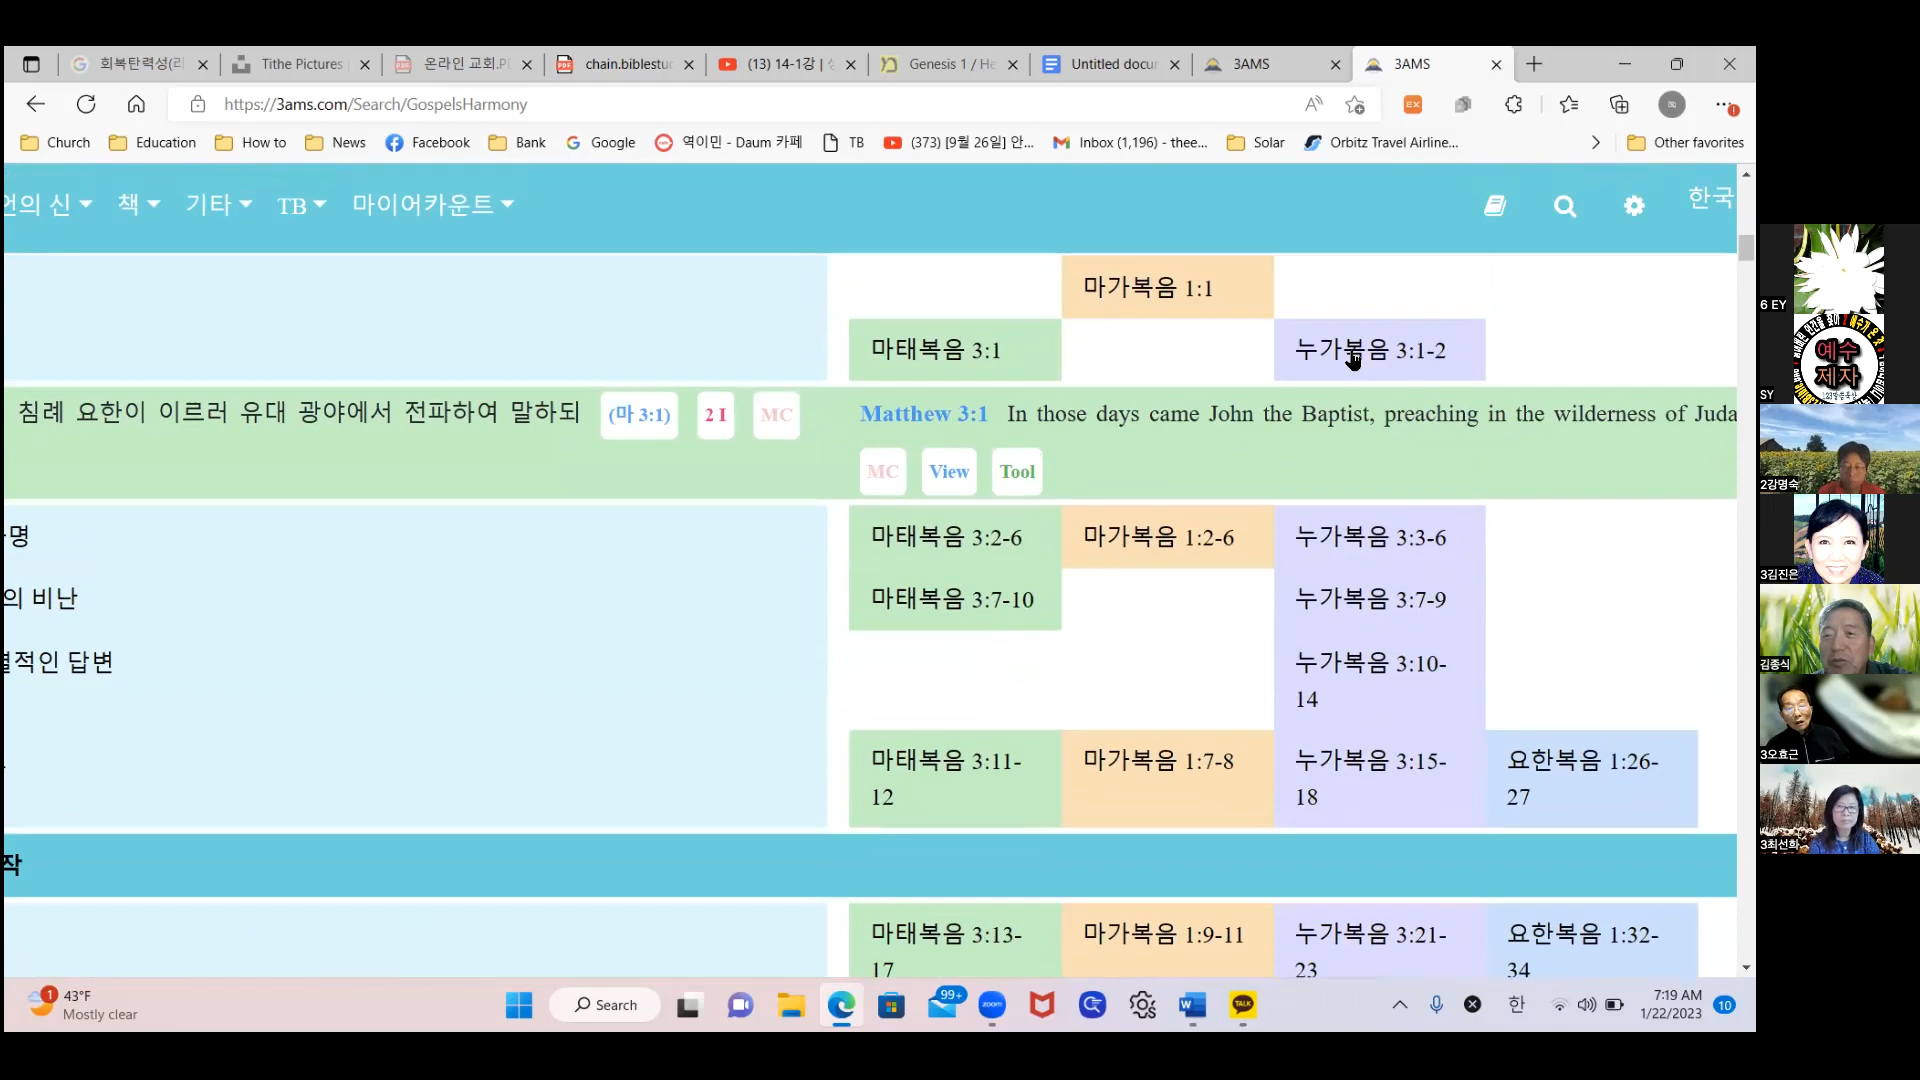 회복탄력성(리
Tithe Pictures
온라인 교회.P
chain.biblestu
(13) 14-1강 |
Genesis 1 / He
Untitled docur
3AMS
3AMS
https://3ams.com/Search/GospelsHarmony
Church
Education
How to
News
Facebook
Bank
Google
역이민 - Daum 카페
TB
(373) [9월 26일] 안...
Inbox (1,196) - thee...
Solar
Orbitz Travel Airline...
Other favorites
언의 신
책
기타
TB
마이어카운트
한국
마가복음 1:1
마태복음 3:1
누가복음 3:1-2
침례 요한이 이르러 유대 광야에서 전파하여 말하되 (마 3:1) 2 I MC
Matthew 3:1 In those days came John the Baptist, preaching in the wilderness of Juda
MC View Tool
명
마태복음 3:2-6
마가복음 1:2-6
누가복음 3:3-6
의 비난
마태복음 3:7-10
누가복음 3:7-9
적인 답변
누가복음 3:10-
14
마태복음 3:11-
12
마가복음 1:7-8
누가복음 3:15-
18
요한복음 1:26-
27
작
마태복음 3:13-
17
마가복음 1:9-11
누가복음 3:21-
23
요한복음 1:32-
34
6 EY
예수
제자
SY
2강명숙
3김진은
김종식
3오효근
3최선희
1
43°F
Mostly clear
Search
99+
zoom
TALK
한
7:19 AM
1/22/2023
10